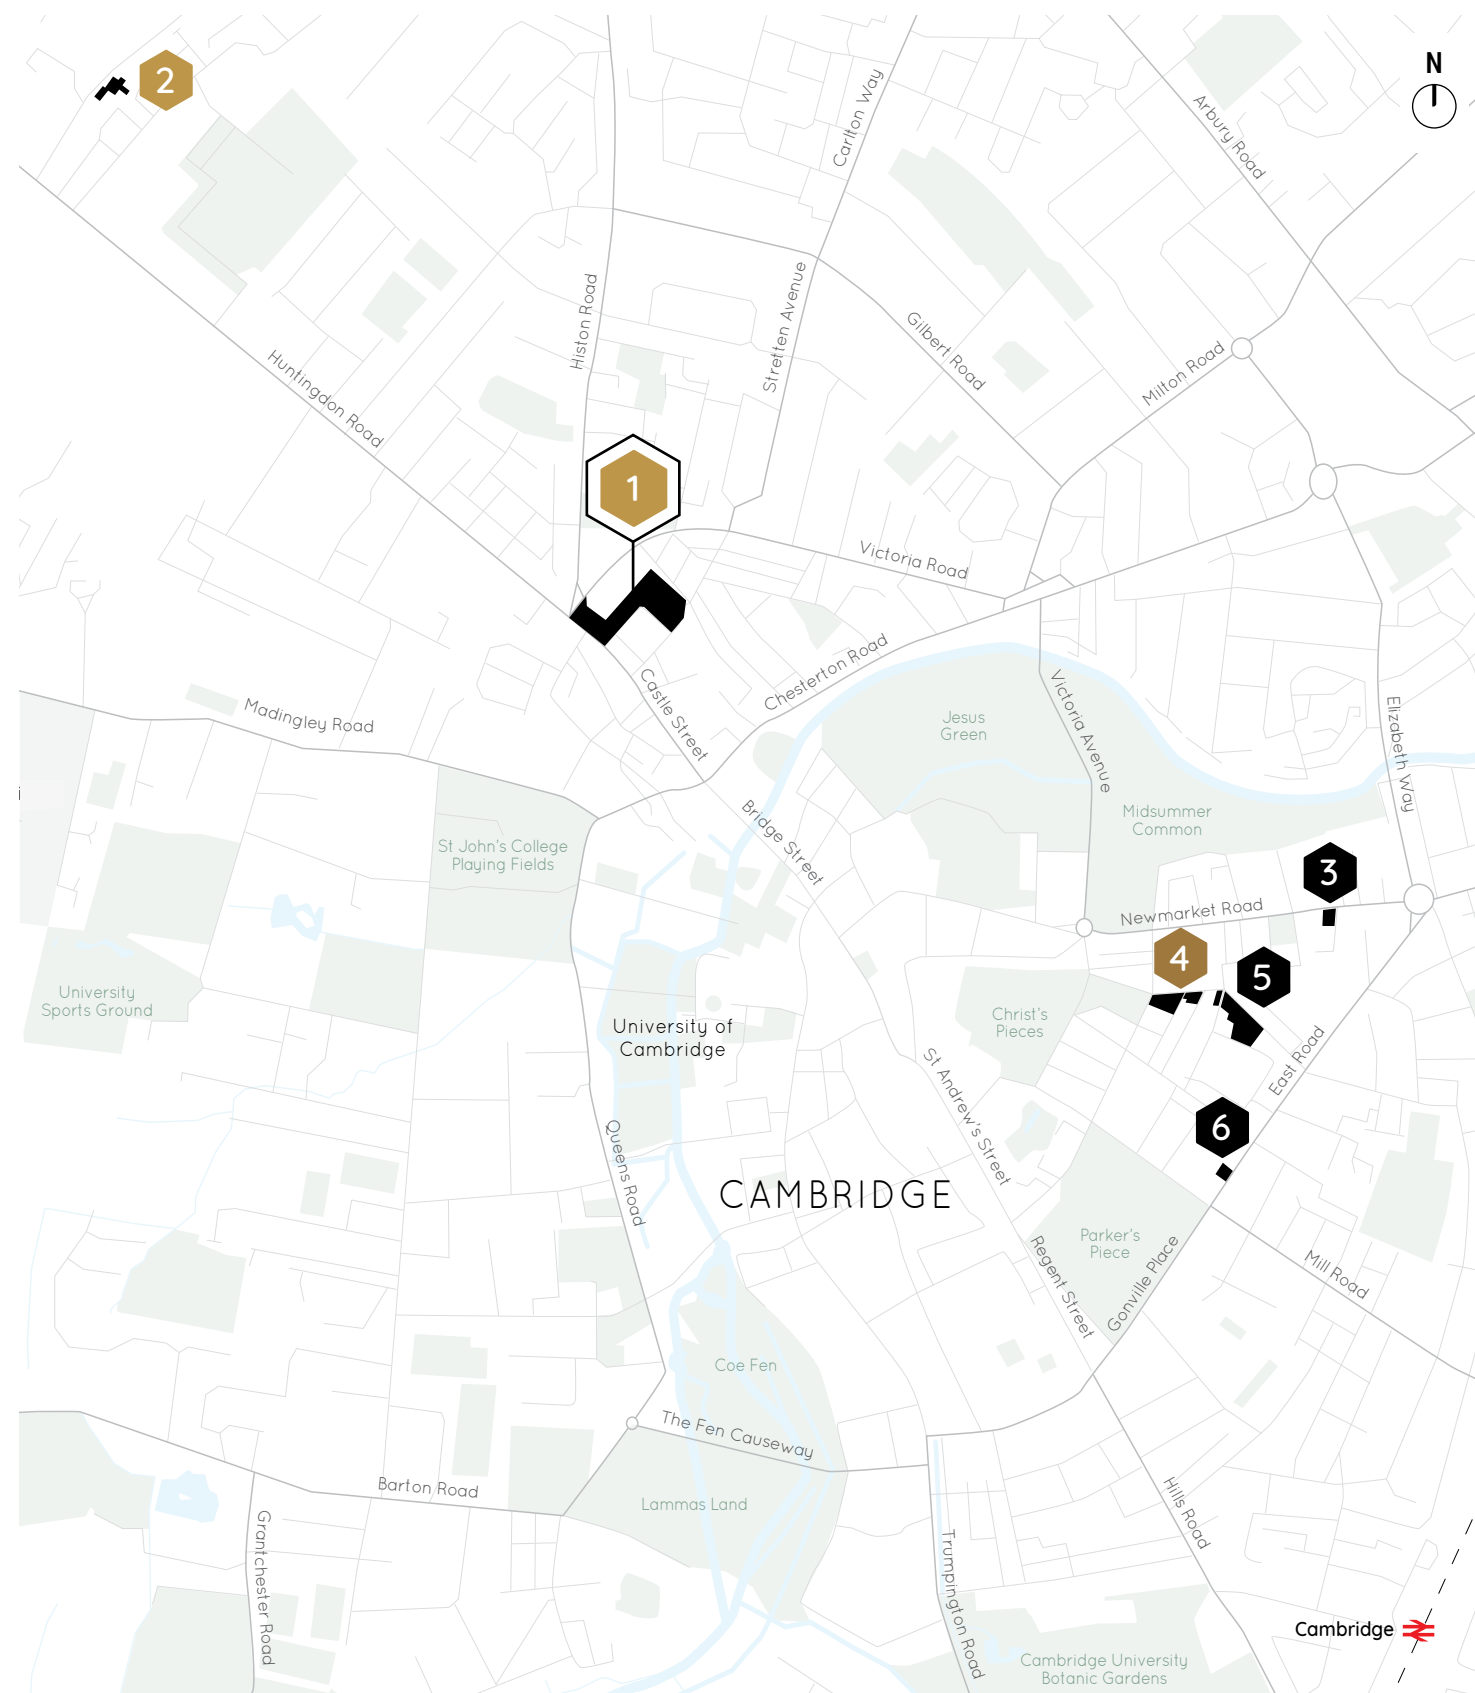 N
2
Carlton Way
Arbury Road
Histon Road
Stretten Avenue
Gilbert Road
Milton Road
Huntingdon Road
1
Victoria Road
Chesterton Road
Castle Street
Madingley Road
Jesus
Green
Victoria Avenue
Elizabeth Way
Midsummer
Common
Bridge Street
St John's College
Playing Fields
3
Newmarket Road
4
5
University
Sports Ground
Christ's
Pieces
University of
Cambridge
East Road
St Andrew's Street
6
Queens Road
CAMBRIDGE
Parker's
Piece
Gonville Place
Regent Street
Mill Road
Coe Fen
The Fen Causeway
Barton Road
Lammas Land
Hills Road
Grantchester Road
Trumpington Road
Cambridge
Cambridge University
Botanic Gardens